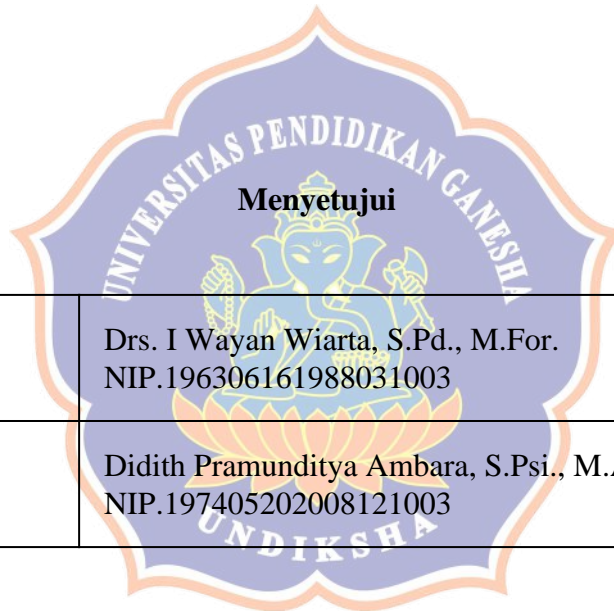 UNIVERSITAS PENDIDIKAN GANESHA
Menyetujui
Drs. I Wayan Wiarta, S.Pd., M.For.
NIP.196306161988031003
Didith Pramunditya Ambara, S.Psi., M.A
NIP.197405202008121003
UNDIKSHA